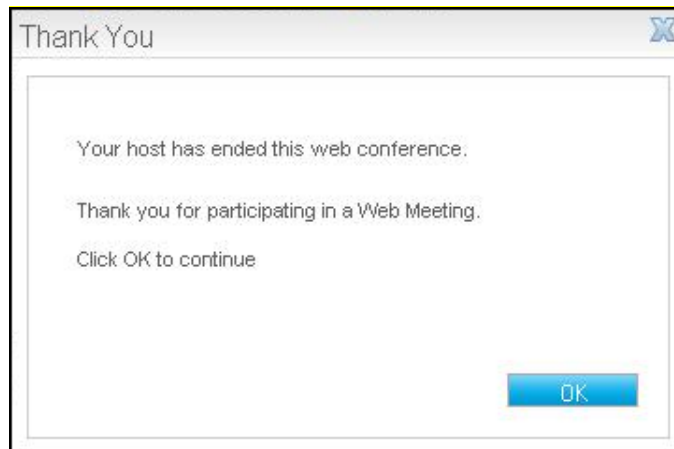 Thank You
Your host has ended this web conference.
Thank you for participating in a Web Meeting.
Click OK to continue
OK